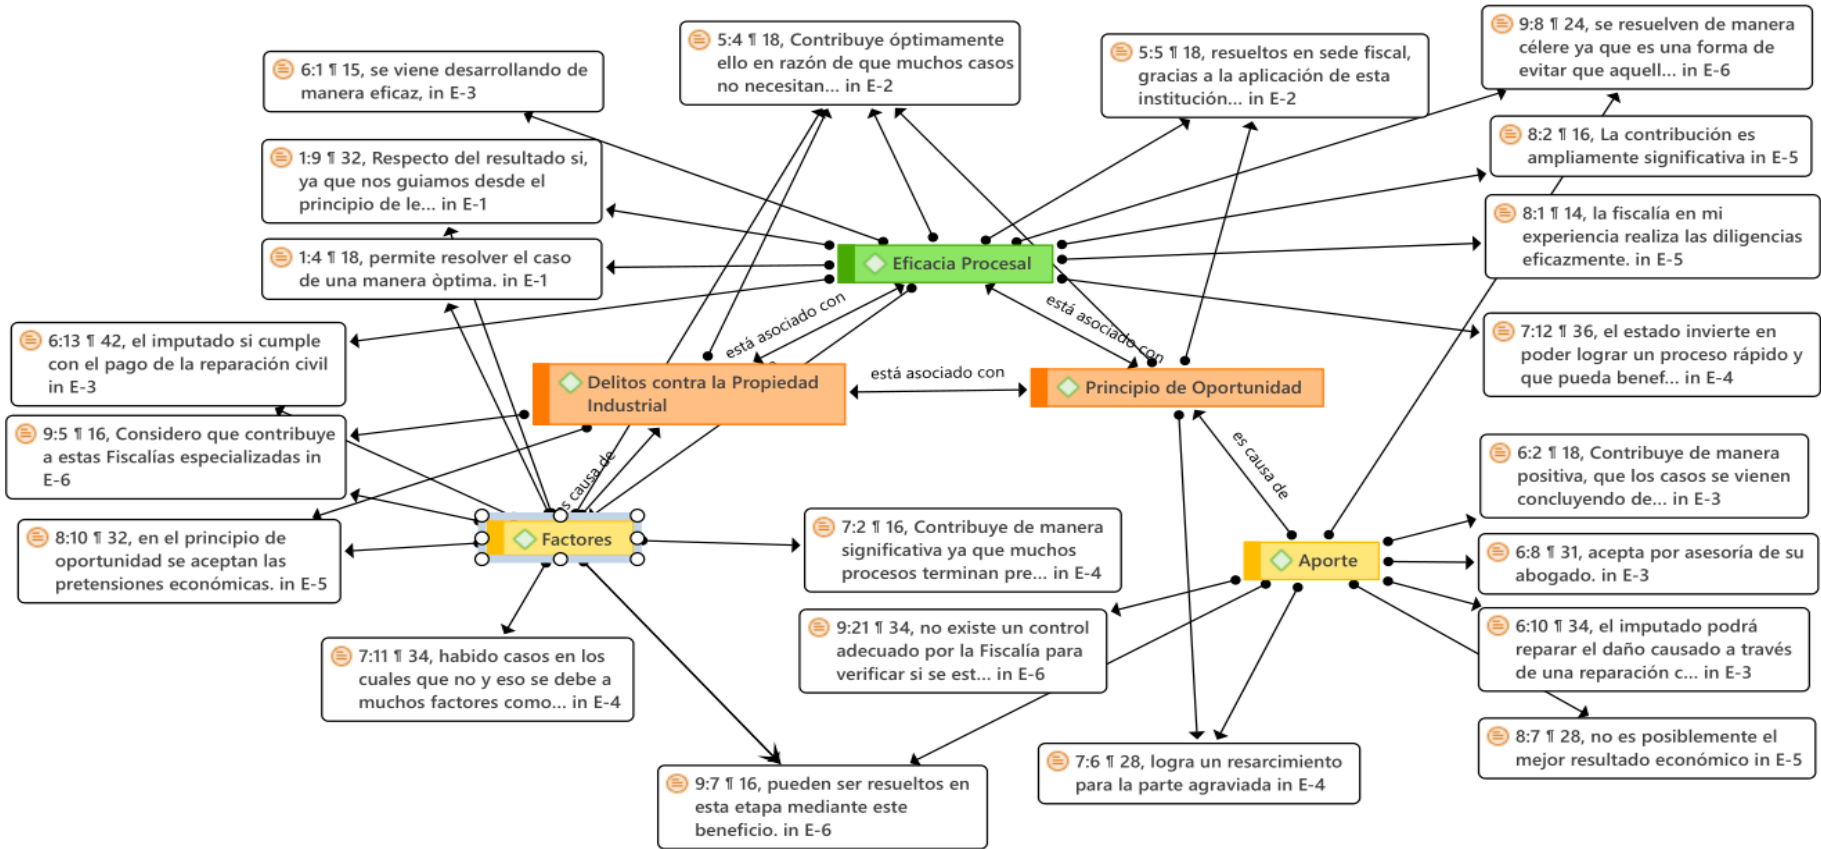 6:1 ¶ 15, se viene desarrollando de
manera eficaz, in E-3
5:4 ¶ 18, Contribuye óptimamente
ello en razón de que muchos casos
no necesitan... in E-2
5:5 ¶ 18, resueltos en sede fiscal,
gracias a la aplicación de esta
institución... in E-2
9:8 ¶ 24, se resuelven de manera
célere ya que es una forma de
evitar que aquell... in E-6
1:9 ¶ 32, Respecto del resultado si,
ya que nos guiamos desde el
principio de le... in E-1
8:2 ¶ 16, La contribución es
ampliamente significativa in E-5
1:4 ¶ 18, permite resolver el caso
de una manera òptima. in E-1
Eficacia Procesal
8:1 ¶ 14, la fiscalía en mi
experiencia realiza las diligencias
eficazmente. in E-5
está asociado con
está asociado con
6:13 ¶ 42, el imputado si cumple
con el pago de la reparación civil
in E-3
7:12 ¶ 36, el estado invierte en
poder lograr un proceso rápido y
que pueda benef... in E-4
Delitos contra la Propiedad
Industrial
está asociado con
Principio de Oportunidad
9:5 ¶ 16, Considero que contribuye
a estas Fiscalías especializadas in
E-6
es causa de
es causa de
6:2 ¶ 18, Contribuye de manera
positiva, que los casos se vienen
concluyendo de... in E-3
8:10 ¶ 32, en el principio de
oportunidad se aceptan las
pretensiones económicas. in E-5
Factores
7:2 ¶ 16, Contribuye de manera
significativa ya que muchos
procesos terminan pre... in E-4
Aporte
6:8 ¶ 31, acepta por asesoría de su
abogado. in E-3
7:11 ¶ 34, habido casos en los
cuales que no y eso se debe a
muchos factores como... in E-4
9:21 ¶ 34, no existe un control
adecuado por la Fiscalía para
verificar si se est... in E-6
6:10 ¶ 34, el imputado podrá
reparar el daño causado a través
de una reparación c... in E-3
9:7 ¶ 16, pueden ser resueltos en
esta etapa mediante este
beneficio. in E-6
7:6 ¶ 28, logra un resarcimiento
para la parte agraviada in E-4
8:7 ¶ 28, no es posiblemente el
mejor resultado económico in E-5